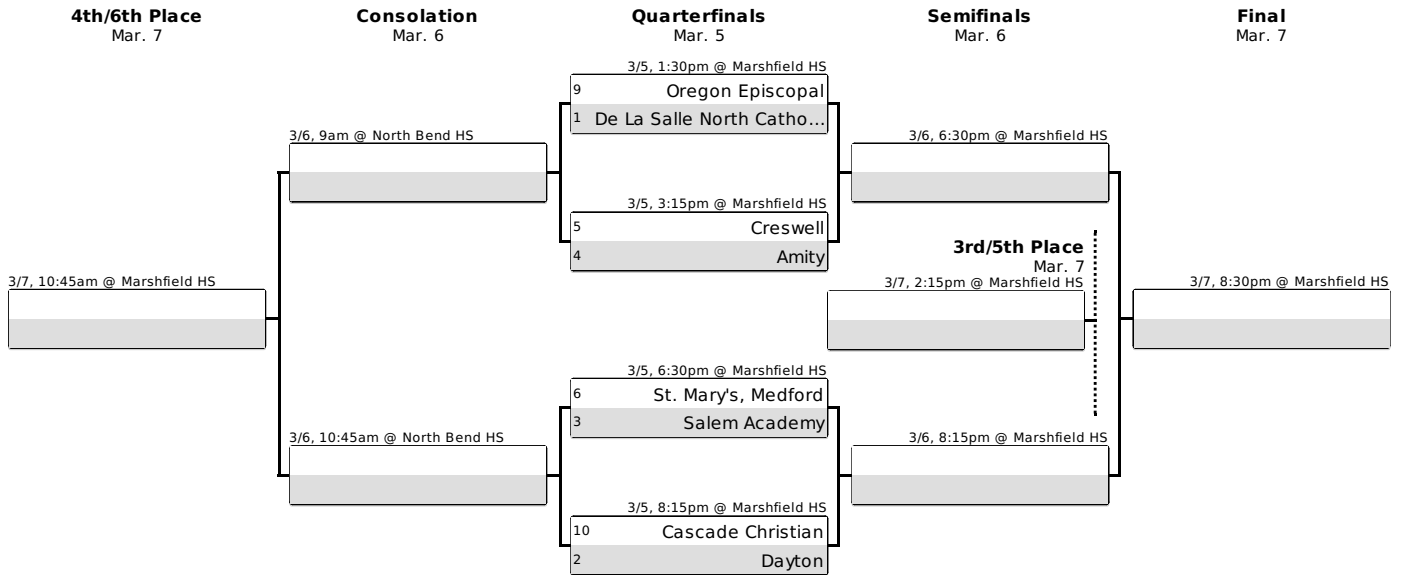 4th/6th Place
Mar. 7
Consolation
Mar. 6
Quarterfinals
Mar. 5
Semifinals
Mar. 6
Final
Mar. 7
3/5, 1:30pm @ Marshfield HS
9 Oregon Episcopal
1 De La Salle North Catho...
3/6, 9am @ North Bend HS
3/6, 6:30pm @ Marshfield HS
3/5, 3:15pm @ Marshfield HS
5 Creswell
4 Amity
3rd/5th Place
Mar. 7
3/7, 2:15pm @ Marshfield HS
3/7, 10:45am @ Marshfield HS
3/7, 8:30pm @ Marshfield HS
3/5, 6:30pm @ Marshfield HS
6 St. Mary's, Medford
3 Salem Academy
3/6, 10:45am @ North Bend HS
3/6, 8:15pm @ Marshfield HS
3/5, 8:15pm @ Marshfield HS
10 Cascade Christian
2 Dayton